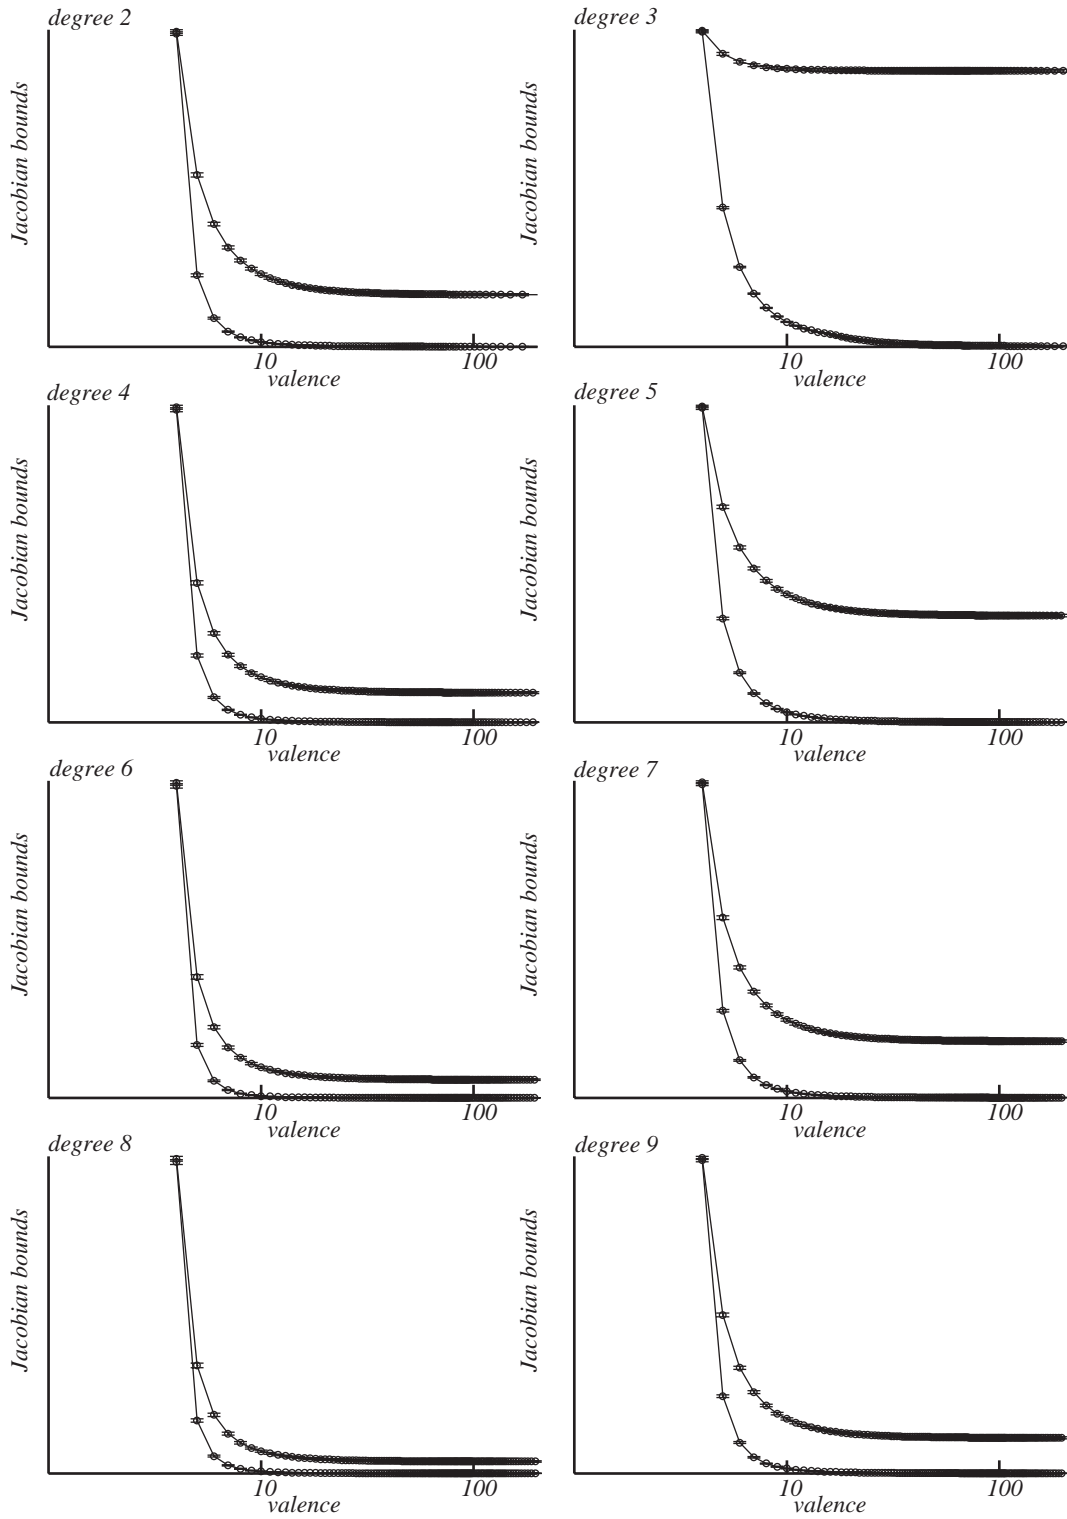 degree 2
Jacobian bounds
10
100
valence
degree 3
Jacobian bounds
10
100
valence
degree 4
Jacobian bounds
10
100
valence
degree 5
Jacobian bounds
10
100
valence
degree 6
Jacobian bounds
10
100
valence
degree 7
Jacobian bounds
10
100
valence
degree 8
Jacobian bounds
10
100
valence
degree 9
Jacobian bounds
10
100
valence